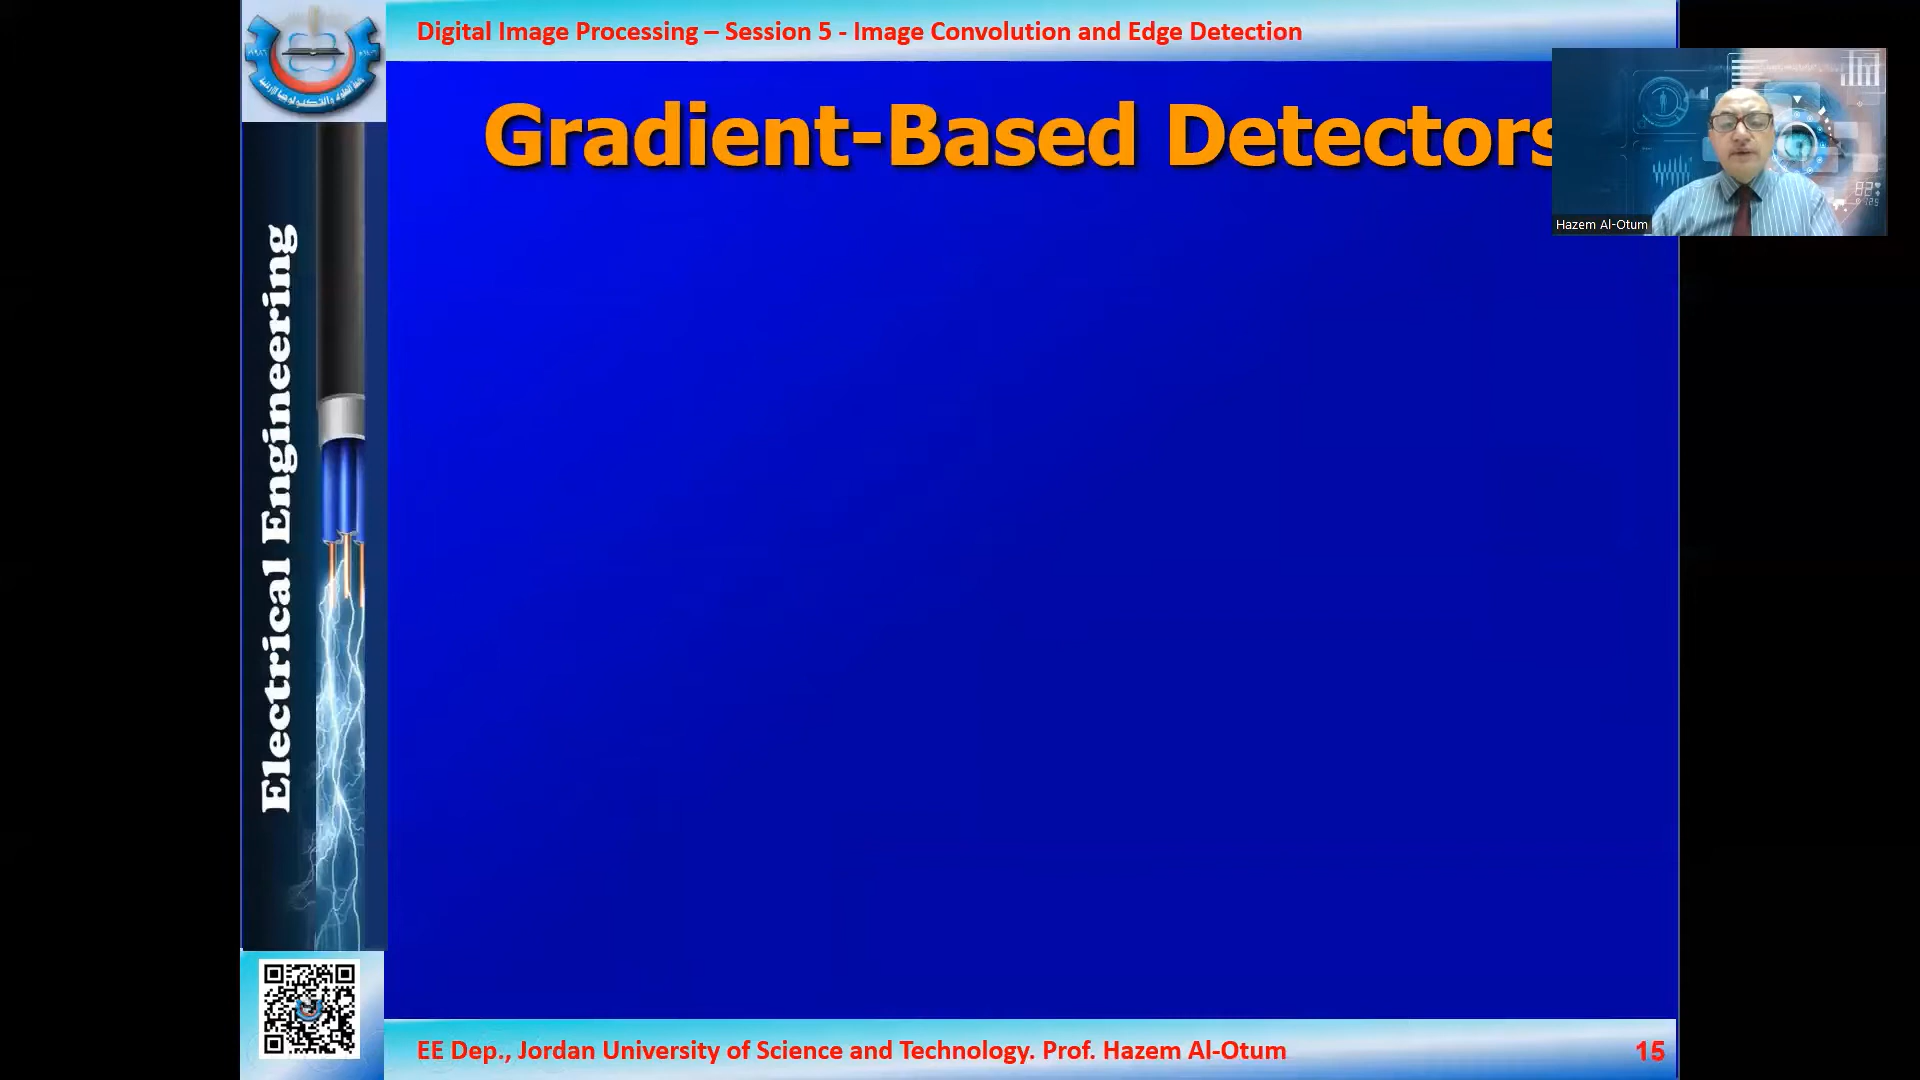 Digital Image Processing – Session 5 - Image Convolution and Edge Detection
Gradient-Based Detectors
Hazem Al-Otum
Electrical Engineering
EE Dep., Jordan University of Science and Technology. Prof. Hazem Al-Otum
15